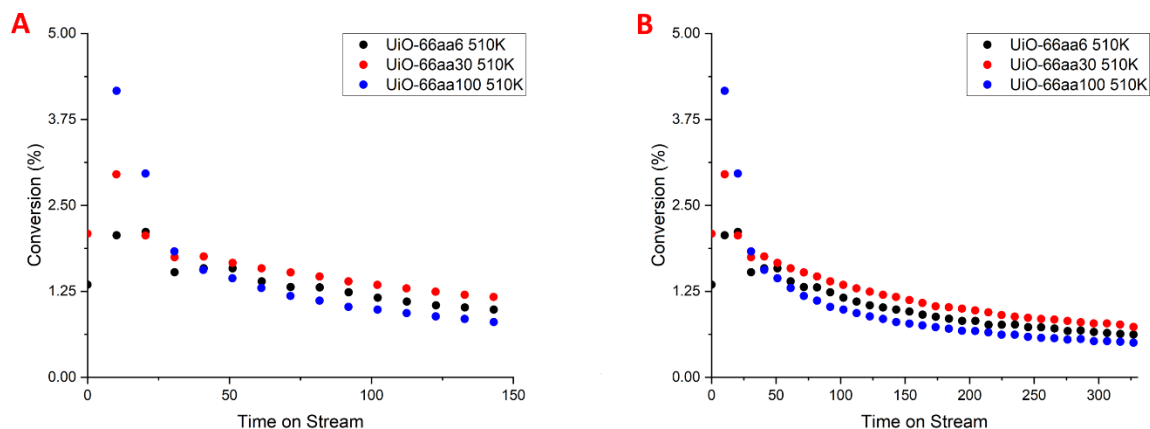 A
5.00
3.75
2.50
1.25
0.00
Conversion (%)
UiO-66aa6 510K
UiO-66aa30 510K
UiO-66aa100 510K
0 50 100 150
Time on Stream
B
5.00
3.75
2.50
1.25
0.00
Conversion (%)
UiO-66aa6 510K
UiO-66aa30 510K
UiO-66aa100 510K
0 50 100 150 200 250 300
Time on Stream